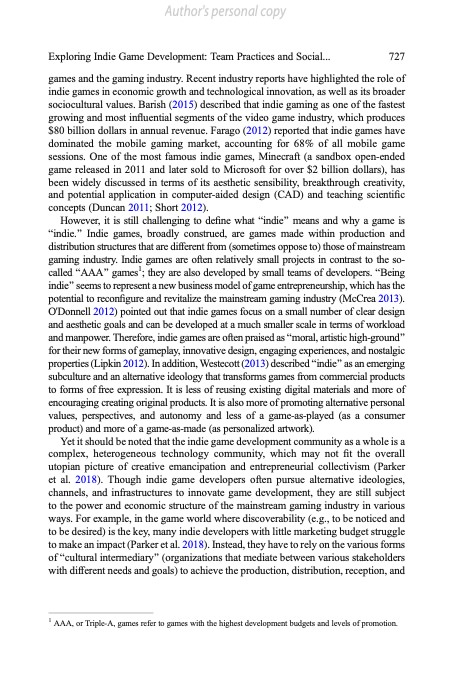 Author's personal copy
Exploring Indie Game Development: Team Practices and Social... 727
games and the gaming industry. Recent industry reports have highlighted the role of
indie games in economic growth and technological innovation, as well as its broader
sociocultural values. Barish (2015) described that indie gaming as one of the fastest
growing and most influential segments of the video game industry, which produces
$80 billion dollars in annual revenue. Farago (2012) reported that indie games have
dominated the mobile gaming market, accounting for 68% of all mobile game
sessions. One of the most famous indie games, Minecraft (a sandbox open-ended
game released in 2011 and later sold to Microsoft for over $2 billion dollars), has
been widely discussed in terms of its aesthetic sensibility, breakthrough creativity,
and potential application in computer-aided design (CAD) and teaching scientific
concepts (Duncan 2011; Short 2012).
However, it is still challenging to define what “indie” means and why a game is
“indie.” Indie games, broadly construed, are games made within production and
distribution structures that are different from (sometimes oppose to) those of mainstream
gaming industry. Indie games are often relatively small projects in contrast to the so-
called “AAA” games1; they are also developed by small teams of developers. “Being
indie” seems to represent a new business model of game entrepreneurship, which has the
potential to reconfigure and revitalize the mainstream gaming industry (McCrea 2013).
O'Donnell 2012) pointed out that indie games focus on a small number of clear design
and aesthetic goals and can be developed at a much smaller scale in terms of workload
and manpower. Therefore, indie games are often praised as “moral, artistic high-ground”
for their new forms of gameplay, innovative design, engaging experiences, and nostalgic
properties (Lipkin 2012). In addition, Westecott (2013) described “indie” as an emerging
subculture and an alternative ideology that transforms games from commercial products
to forms of free expression. It is less of reusing existing digital materials and more of
encouraging creating original products. It is also more of promoting alternative personal
values, perspectives, and autonomy and less of a game-as-played (as a consumer
product) and more of a game-as-made (as personalized artwork).
Yet it should be noted that the indie game development community as a whole is a
complex, heterogeneous technology community, which may not fit the overall
utopian picture of creative emancipation and entrepreneurial collectivism (Parker
et al. 2018). Though indie game developers often pursue alternative ideologies,
channels, and infrastructures to innovate game development, they are still subject
to the power and economic structure of the mainstream gaming industry in various
ways. For example, in the game world where discoverability (e.g., to be noticed and
to be desired) is the key, many indie developers with little marketing budget struggle
to make an impact (Parker et al. 2018). Instead, they have to rely on the various forms
of “cultural intermediary” (organizations that mediate between various stakeholders
with different needs and goals) to achieve the production, distribution, reception, and
1 AAA, or Triple-A, games refer to games with the highest development budgets and levels of promotion.